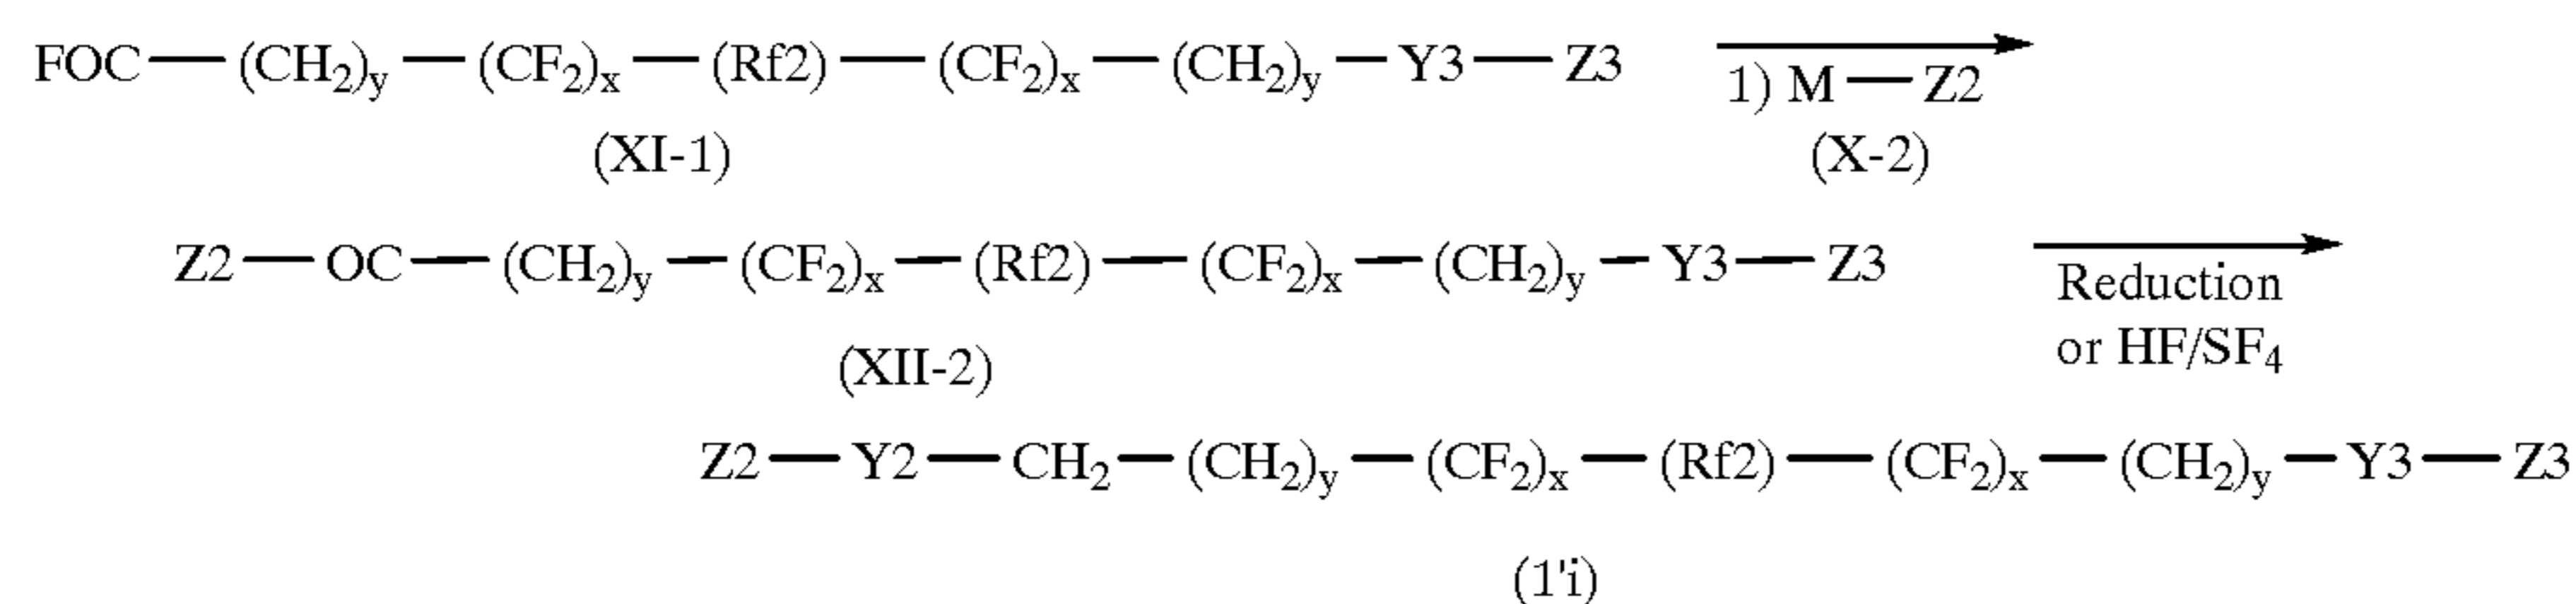 FOC—(CH₂)y—(CF₂)x—(Rf2)—(CF₂)x—(CH₂)y—Y3—Z3
1) M—Z2
(XI-1)
(X-2)
Z2—OC—(CH₂)y—(CF₂)x—(Rf2)—(CF₂)x—(CH₂)y—Y3—Z3
Reduction
or HF/SF₄
(XII-2)
Z2—Y2—CH₂—(CH₂)y—(CF₂)x—(Rf2)—(CF₂)x—(CH₂)y—Y3—Z3
(1'i)